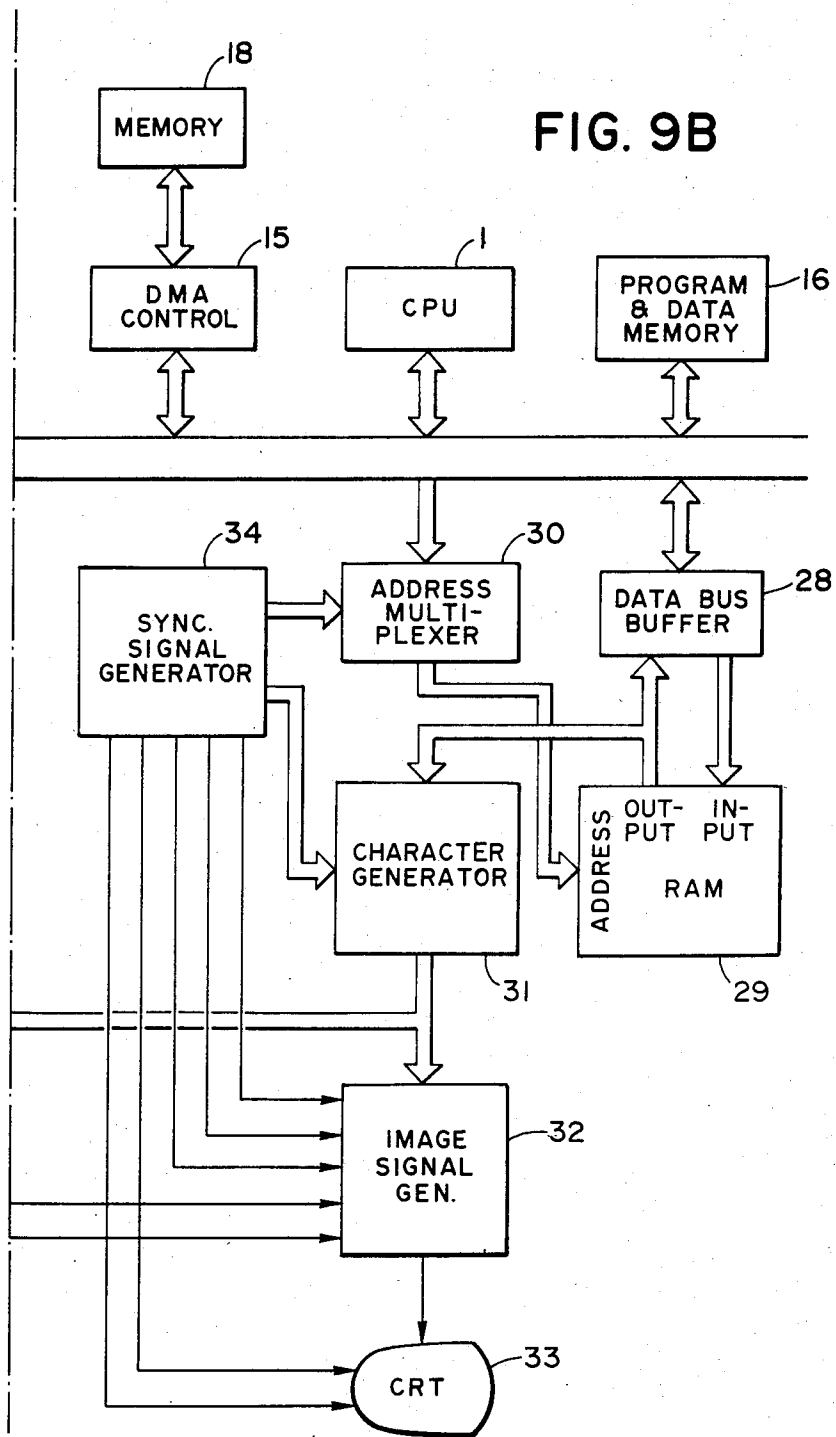 18
MEMORY
FIG. 9B
15
DMA
CONTROL
1
CPU
16
PROGRAM
& DATA
MEMORY
34
SYNC.
SIGNAL
GENERATOR
30
ADDRESS
MULTI-
PLEXER
28
DATA BUS
BUFFER
CHARACTER
GENERATOR
31
ADDRESS
OUT-
PUT
IN-
PUT
RAM
29
32
IMAGE
SIGNAL
GEN.
33
CRT